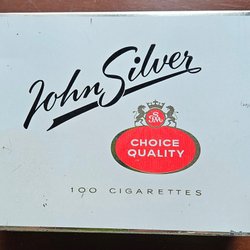 John Silver
CHOICE
QUALITY
100 CIGARETTES